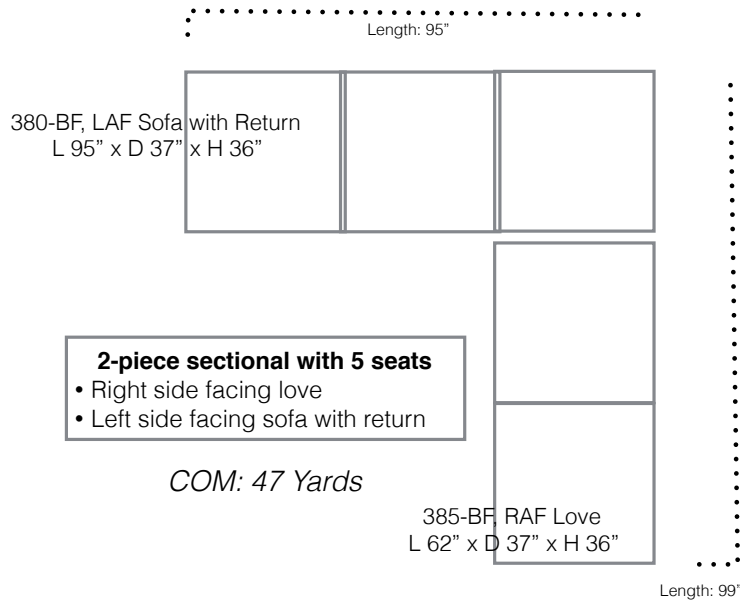 Length: 95”
380-BF, LAF Sofa with Return
L 95” x D 37” x H 36”
2-piece sectional with 5 seats
• Right side facing love
• Left side facing sofa with return
COM: 47 Yards
385-BF, RAF Love
L 62” x D 37” x H 36”
Length: 99”